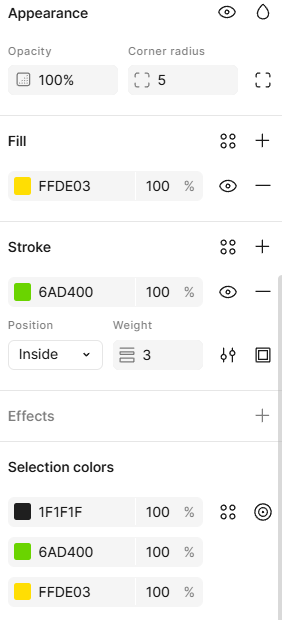 Appearance
Opacity Corner radius
100% 5
Fill
FFDE03 100 %
Stroke
6AD400 100 %
Position Weight
Inside 3
Effects
Selection colors
1F1F1F 100 %
6AD400 100 %
FFDE03 100 %